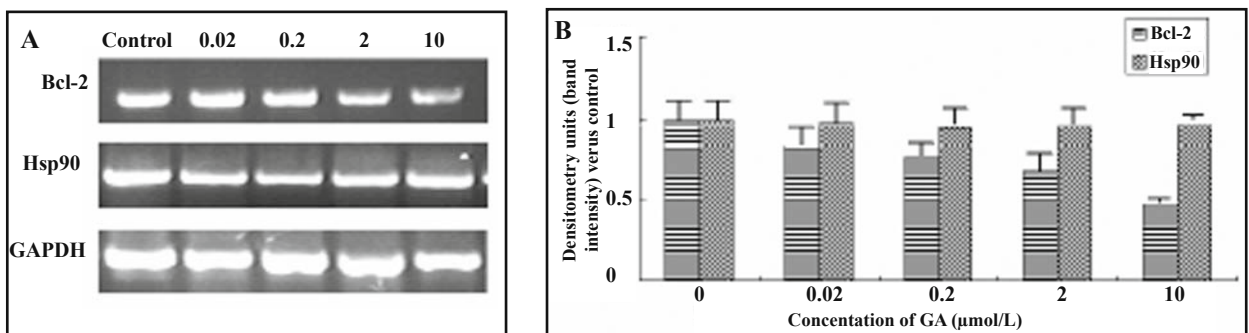 A
Control 0.02 0.2 2 10
Bcl-2
Hsp90
GAPDH
B
Densitometry units (band
intensity) verus control
1.5
1
0.5
0
Bcl-2
Hsp90
0 0.02 0.2 2 10
Concentation of GA (µmol/L)